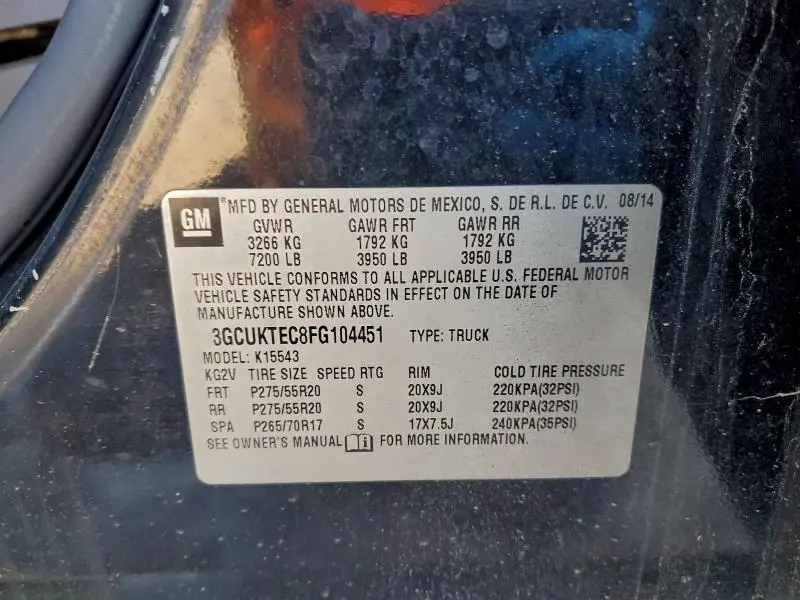 GM ®MFD BY GENERAL MOTORS DE MEXICO, S. DE R.L. DE C.V. 08/14
GVWR GAWR FRT GAWR RR
3266 KG 1792 KG 1792 KG
7200 LB 3950 LB 3950 LB
THIS VEHICLE CONFORMS TO ALL APPLICABLE U.S. FEDERAL MOTOR
VEHICLE SAFETY STANDARDS IN EFFECT ON THE DATE OF
MANUFACTURE SHOWN ABOVE.
3GCUKTEC8FG104451 TYPE: TRUCK
MODEL: K15543
KG2V TIRE SIZE SPEED RTG RIM COLD TIRE PRESSURE
FRT P275/55R20 S 20X9J 220KPA(32PSI)
RR P275/55R20 S 20X9J 220KPA(32PSI)
SPA P265/70R17 S 17X7.5J 240KPA(35PSI)
SEE OWNER'S MANUAL FOR MORE INFORMATION.